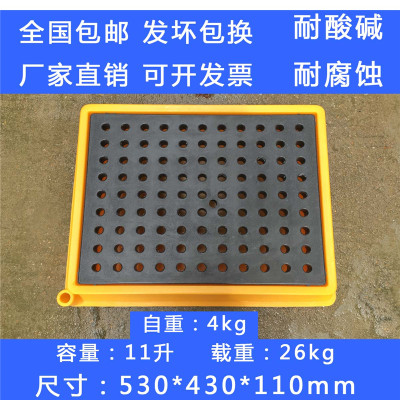 全国包邮 发坏包换 耐酸碱
厂家直销 可开发票 耐腐蚀
自重：4kg
容量：11升 载重：26kg
尺寸：530*430*110mm